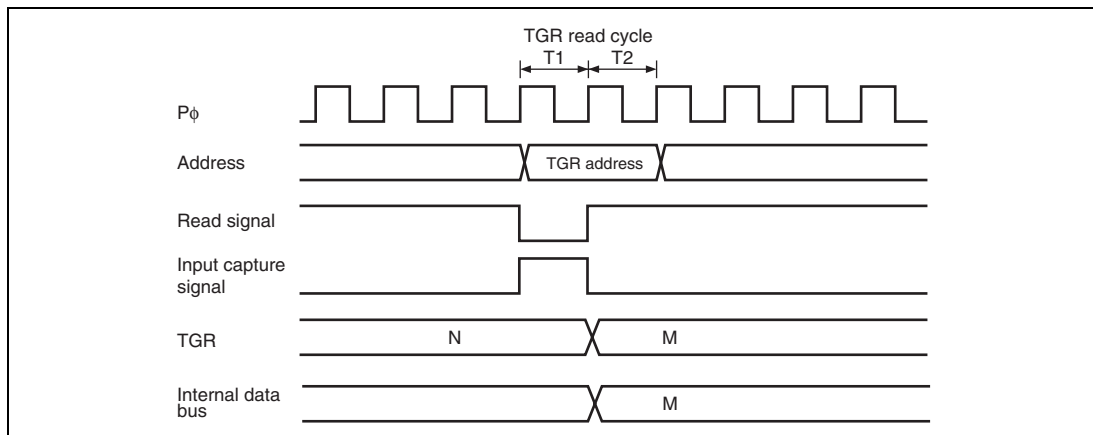 TGR read cycle
T1 T2
Pϕ
Address
TGR address
Read signal
Input capture
signal
TGR
N
M
Internal data
bus
M